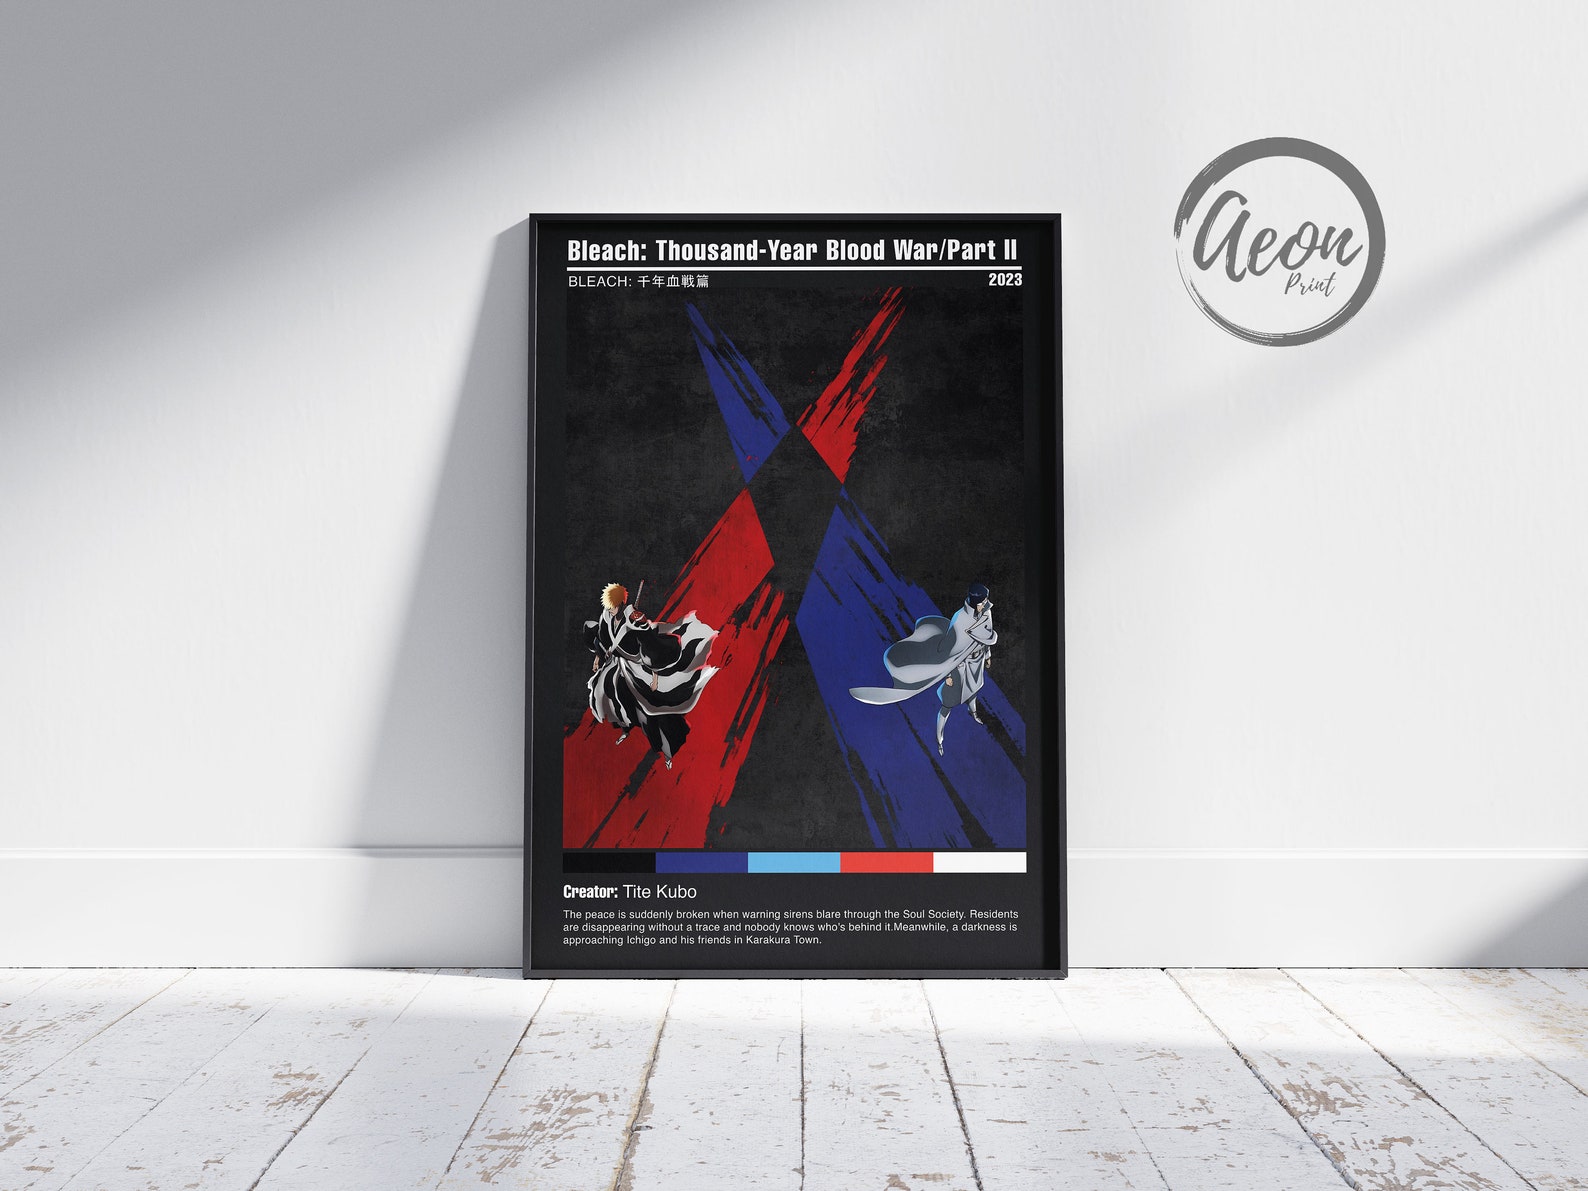 Bleach: Thousand-Year Blood War/Part II
BLEACH: 千年血戦篇
2023
Aeon
Print
Creator: Tite Kubo
The peace is suddenly broken when warning sirens blare through the Soul Society. Residents
are disappearing without a trace and nobody knows who's behind it.Meanwhile, a darkness is
approaching Ichigo and his friends in Karakura Town.